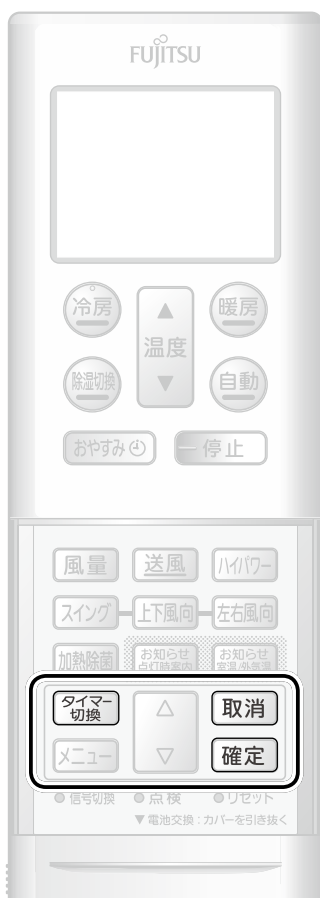 FUJITSU
冷房 ▲ 暖房
温度
除湿切換 ▼ 自動
おやすみ 停止
風量 送風 ハイパワー
スイング 上下風向 左右風向
加熱除菌 お知らせ 点灯時案内 お知らせ 室温/外気温
タイマー切換 △ 取消
メニュー ▽ 確定
信号切換 点検 リセット
▼電池交換:カバーを引き抜く